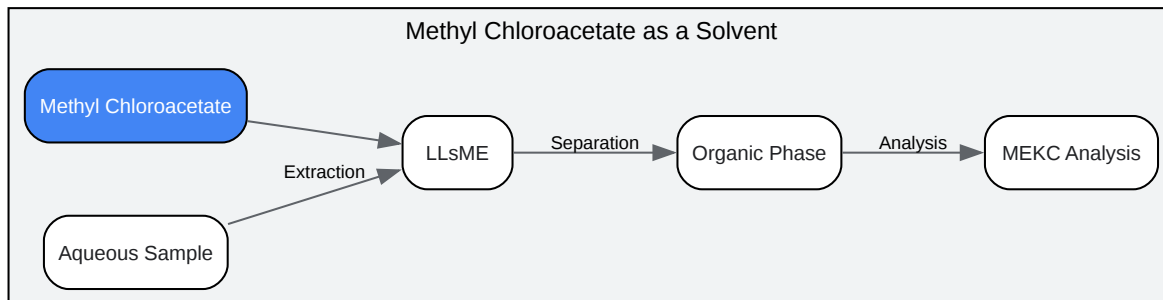 Methyl Chloroacetate as a Solvent
Methyl Chloroacetate
Aqueous Sample
Extraction
LLsME
Separation
Organic Phase
Analysis
MEKC Analysis